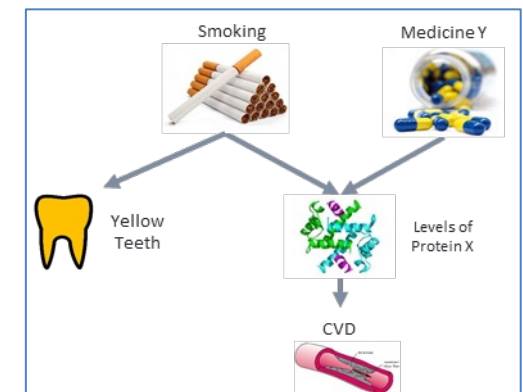 Smoking
Medicine Y
Yellow
Teeth
Levels of
Protein X
CVD